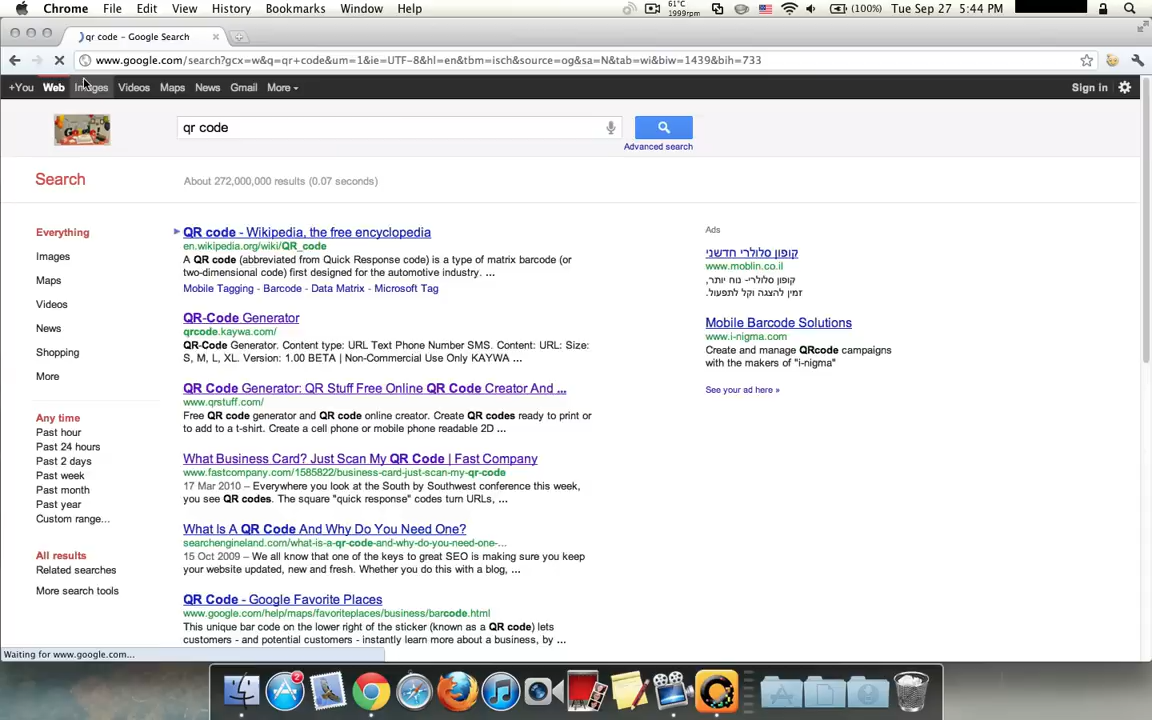 Chrome File Edit View History Bookmarks Window Help 61°C 1999rpm (100%) Tue Sep 27 5:44 PM
qr code - Google Search
www.google.com/search?gcx=w&q=qr+code&um=1&ie=UTF-8&hl=en&tbm=isch&source=og&sa=N&tab=wi&biw=1439&bih=733
+You Web Images Videos Maps News Gmail More Sign in
qr code
Advanced search
Search About 272,000,000 results (0.07 seconds)
Everything
Images
Maps
Videos
News
Shopping
More
Any time
Past hour
Past 24 hours
Past 2 days
Past week
Past month
Past year
Custom range...
All results
Related searches
More search tools
QR code - Wikipedia, the free encyclopedia
en.wikipedia.org/wiki/QR_code
A QR code (abbreviated from Quick Response code) is a type of matrix barcode (or
two-dimensional code) first designed for the automotive industry. ...
Mobile Tagging - Barcode - Data Matrix - Microsoft Tag
QR-Code Generator
qrcode.kaywa.com/
QR-Code Generator. Content type: URL Text Phone Number SMS. Content: URL: Size:
S, M, L, XL. Version: 1.00 BETA | Non-Commercial Use Only KAYWA ...
QR Code Generator: QR Stuff Free Online QR Code Creator And ...
www.qrstuff.com/
Free QR code generator and QR code online creator. Create QR codes ready to print or
to add to a t-shirt. Create a cell phone or mobile phone readable 2D ...
What Business Card? Just Scan My QR Code | Fast Company
www.fastcompany.com/1585822/business-card-just-scan-my-qr-code
17 Mar 2010 – Everywhere you look at the South by Southwest conference this week,
you see QR codes. The square "quick response" codes turn URLs, ...
What Is A QR Code And Why Do You Need One?
searchengineland.com/what-is-a-qr-code-and-why-do-you-need-one-...
15 Oct 2009 – We all know that one of the keys to great SEO is making sure you keep
your website updated, new and fresh. Whether you do this with a blog, ...
QR Code - Google Favorite Places
www.google.com/help/maps/favoriteplaces/business/barcode.html
This unique bar code on the lower right of the sticker (known as a QR code) lets
customers - and potential customers - instantly learn more about a business, by ...
Ads
קופון סלולרי חדשני
www.moblin.co.il
קופון סלולרי- נוח יותר,
זמין להצגה וקל לתפעול.
Mobile Barcode Solutions
www.i-nigma.com
Create and manage QRcode campaigns
with the makers of "i-nigma"
See your ad here »
Waiting for www.google.com...
2